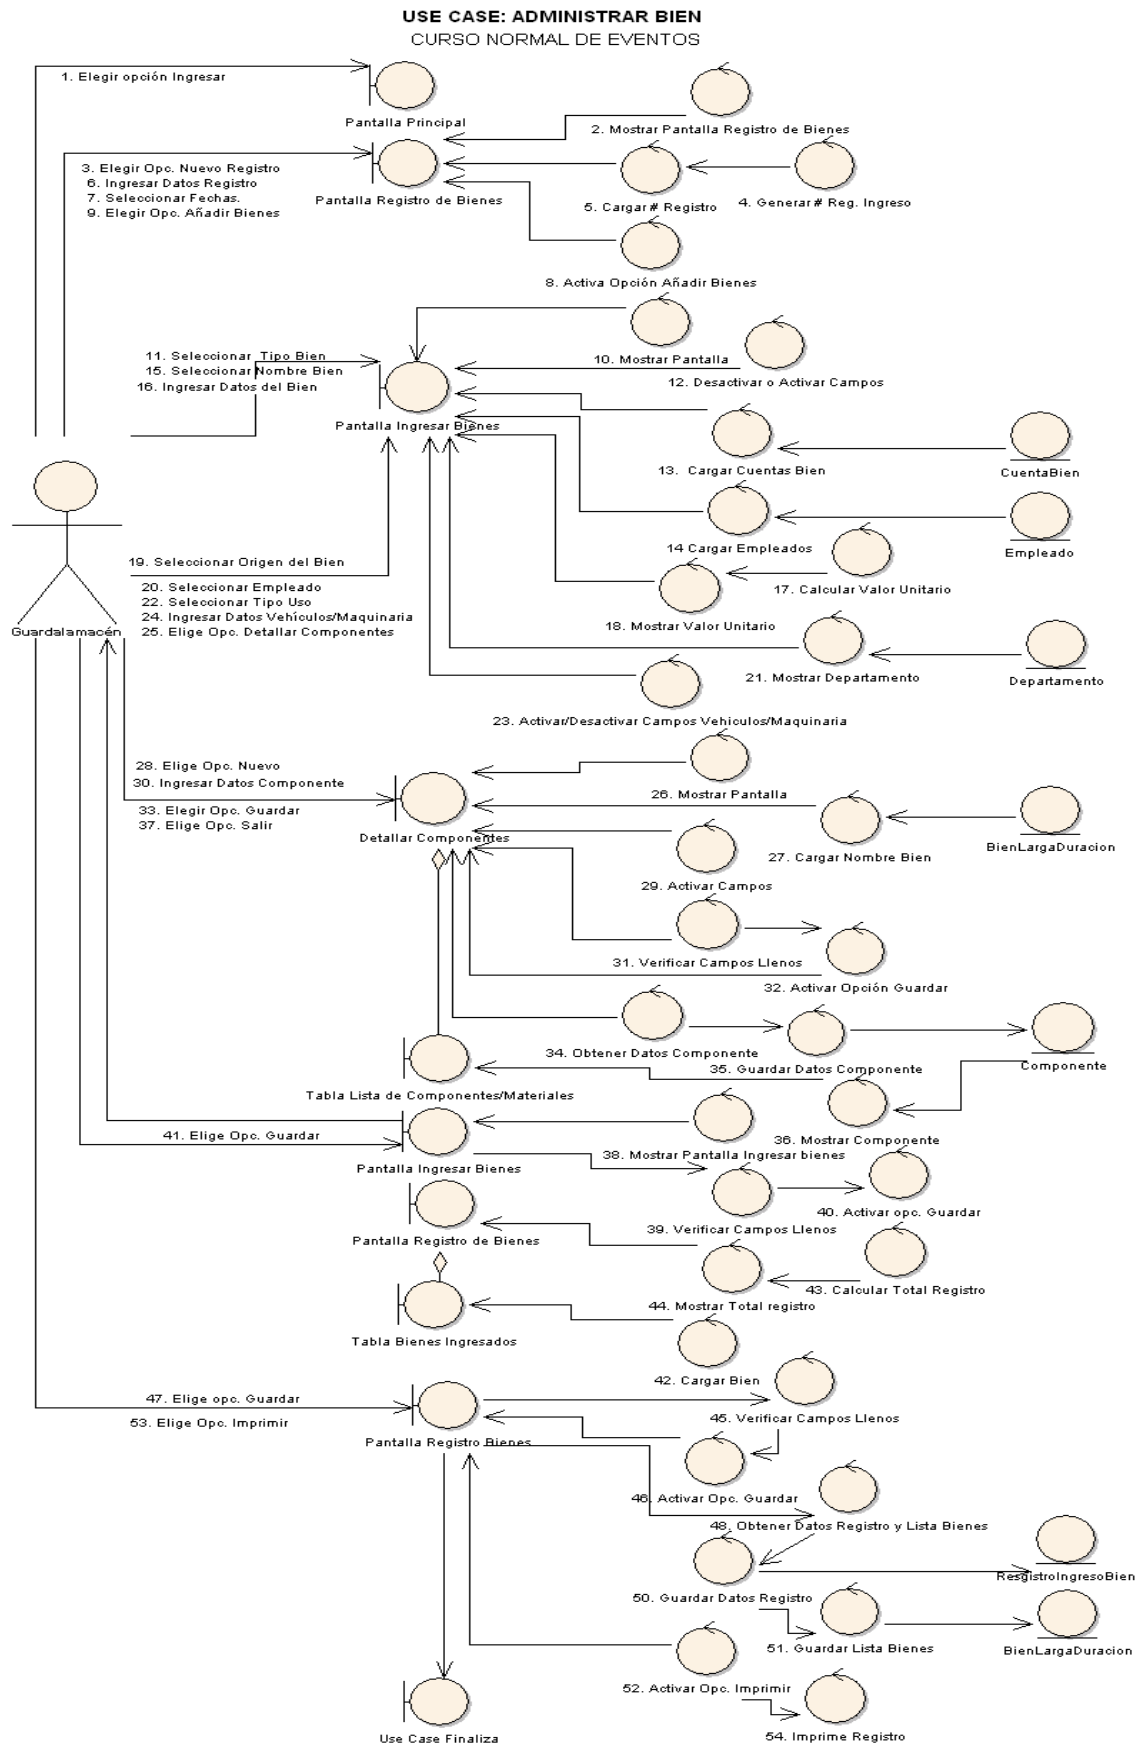 USE CASE: ADMINISTRAR BIEN
CURSO NORMAL DE EVENTOS
1. Elegir opción Ingresar
Pantalla Principal
2. Mostrar Pantalla Registro de Bienes
3. Elegir Opc. Nuevo Registro
6. Ingresar Datos Registro
7. Seleccionar Fechas.
9. Elegir Opc. Añadir Bienes
Pantalla Registro de Bienes
5. Cargar # Registro
4. Generar # Reg. Ingreso
8. Activa Opción Añadir Bienes
11. Seleccionar Tipo Bien
15. Seleccionar Nombre Bien
16. Ingresar Datos del Bien
10. Mostrar Pantalla
12. Desactivar o Activar Campos
Pantalla Ingresar Bienes
13. Cargar Cuentas Bien
CuentaBien
14 Cargar Empleados
Empleado
19. Seleccionar Origen del Bien
20. Seleccionar Empleado
22. Seleccionar Tipo Uso
24. Ingresar Datos Vehículos/Maquinaria
25. Elige Opc. Detallar Componentes
Guardalamacén
17. Calcular Valor Unitario
18. Mostrar Valor Unitario
21. Mostrar Departamento
Departamento
23. Activar/Desactivar Campos Vehiculos/Maquinaria
28. Elige Opc. Nuevo
30. Ingresar Datos Componente
33. Elegir Opc. Guardar
37. Elige Opc. Salir
26. Mostrar Pantalla
Detallar Componentes
27. Cargar Nombre Bien
BienLargaDuracion
29. Activar Campos
31. Verificar Campos Llenos
32. Activar Opción Guardar
34. Obtener Datos Componente
35. Guardar Datos Componente
Componente
Tabla Lista de Componentes/Materiales
36. Mostrar Componente
41. Elige Opc. Guardar
38. Mostrar Pantalla Ingresar bienes
Pantalla Ingresar Bienes
40. Activar opc. Guardar
39. Verificar Campos Llenos
Pantalla Registro de Bienes
43. Calcular Total Registro
44. Mostrar Total registro
Tabla Bienes Ingresados
42. Cargar Bien
47. Elige opc. Guardar
53. Elige Opc. Imprimir
45. Verificar Campos Llenos
Pantalla Registro Bienes
46. Activar Opc. Guardar
48. Obtener Datos Registro y Lista Bienes
ResgistroIngresoBien
50. Guardar Datos Registro
51. Guardar Lista Bienes
BienLargaDuracion
52. Activar Opc. Imprimir
54. Imprime Registro
Use Case Finaliza